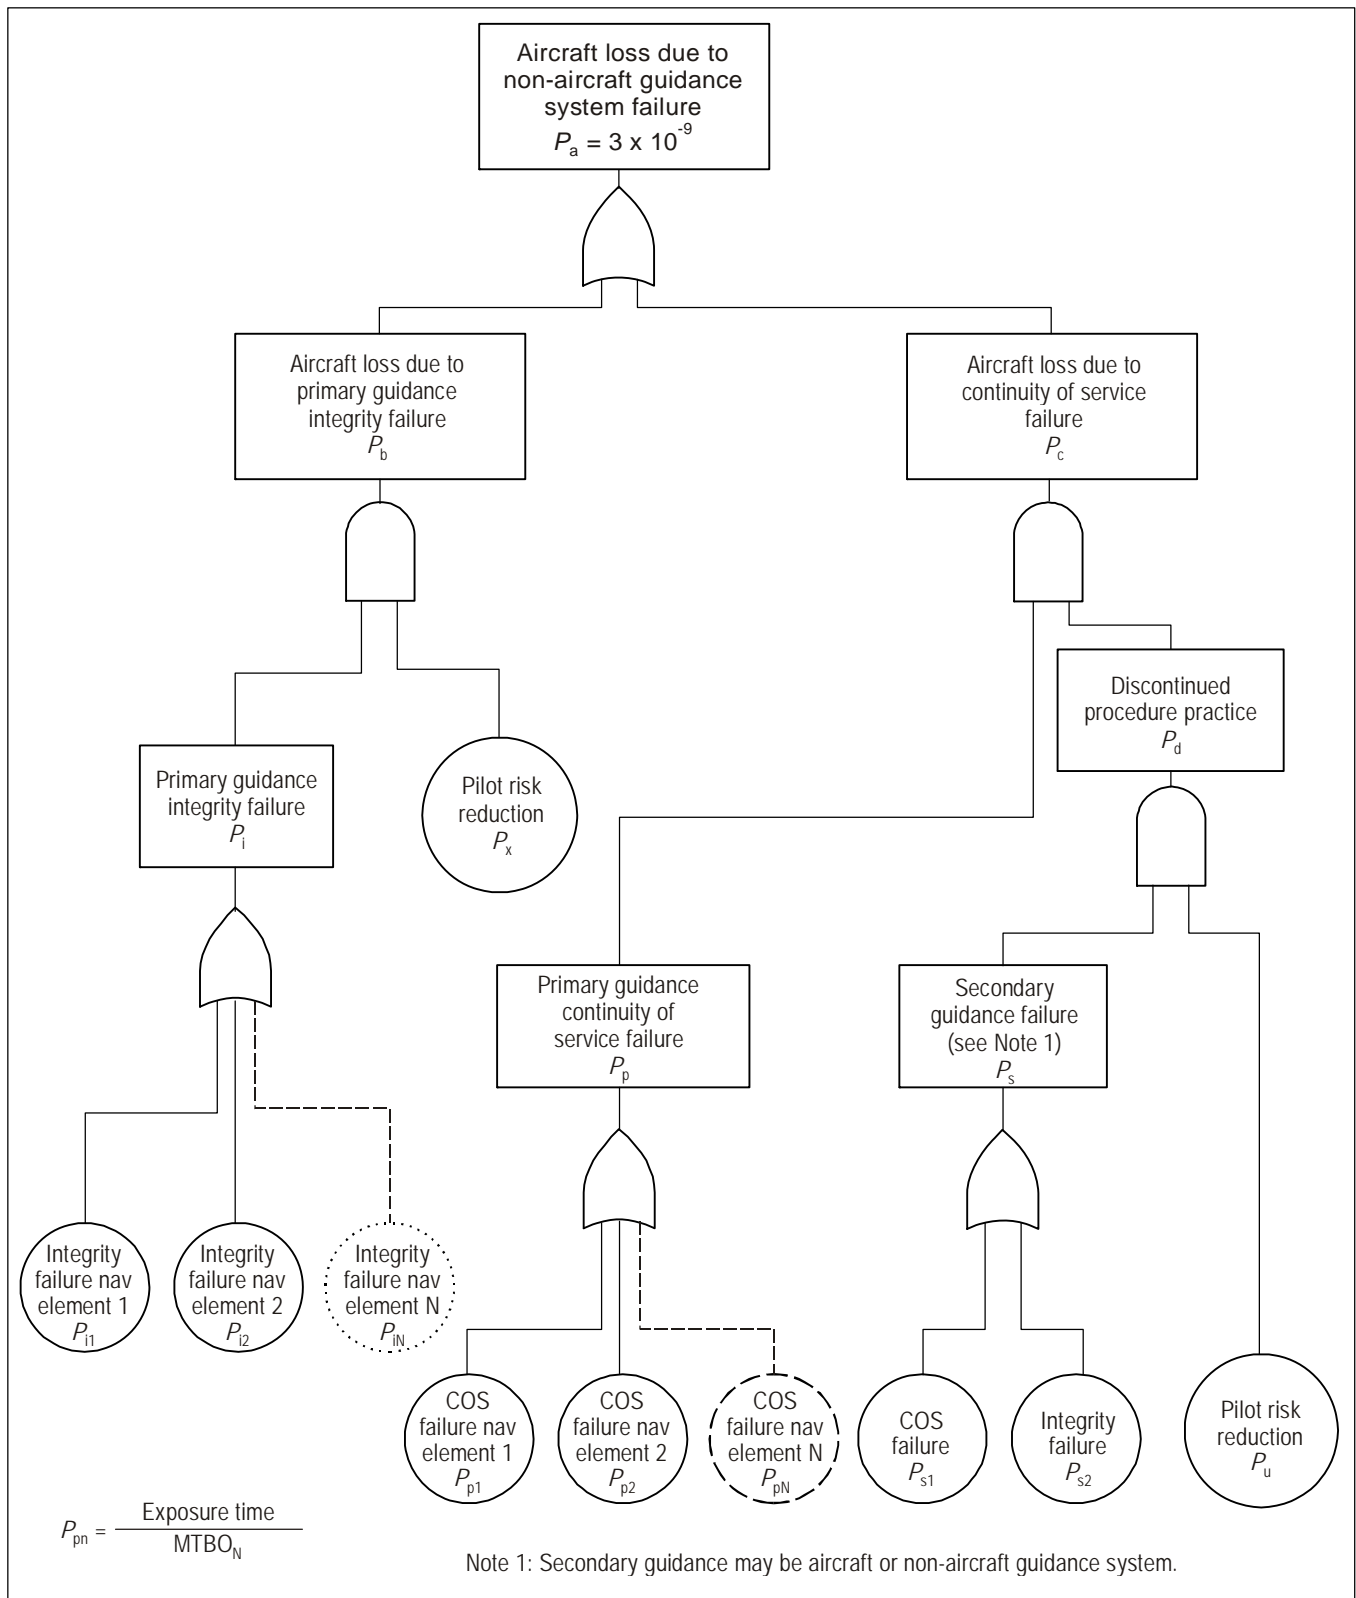 Aircraft loss due to
non-aircraft guidance
system failure
Pa = 3 x 10-9
Aircraft loss due to
primary guidance
integrity failure
Pb
Aircraft loss due to
continuity of service
failure
Pc
Discontinued
procedure practice
Pd
Primary guidance
integrity failure
Pi
Pilot risk
reduction
Px
Primary guidance
continuity of
service failure
Pp
Secondary
guidance failure
(see Note 1)
Ps
Integrity
failure nav
element 1
Pi1
Integrity
failure nav
element 2
Pi2
Integrity
failure nav
element N
PiN
COS
failure nav
element 1
Pp1
COS
failure nav
element 2
Pp2
COS
failure nav
element N
PpN
COS
failure
Ps1
Integrity
failure
Ps2
Pilot risk
reduction
Pu
Ppn =
Exposure time
MTBON
Note 1: Secondary guidance may be aircraft or non-aircraft guidance system.